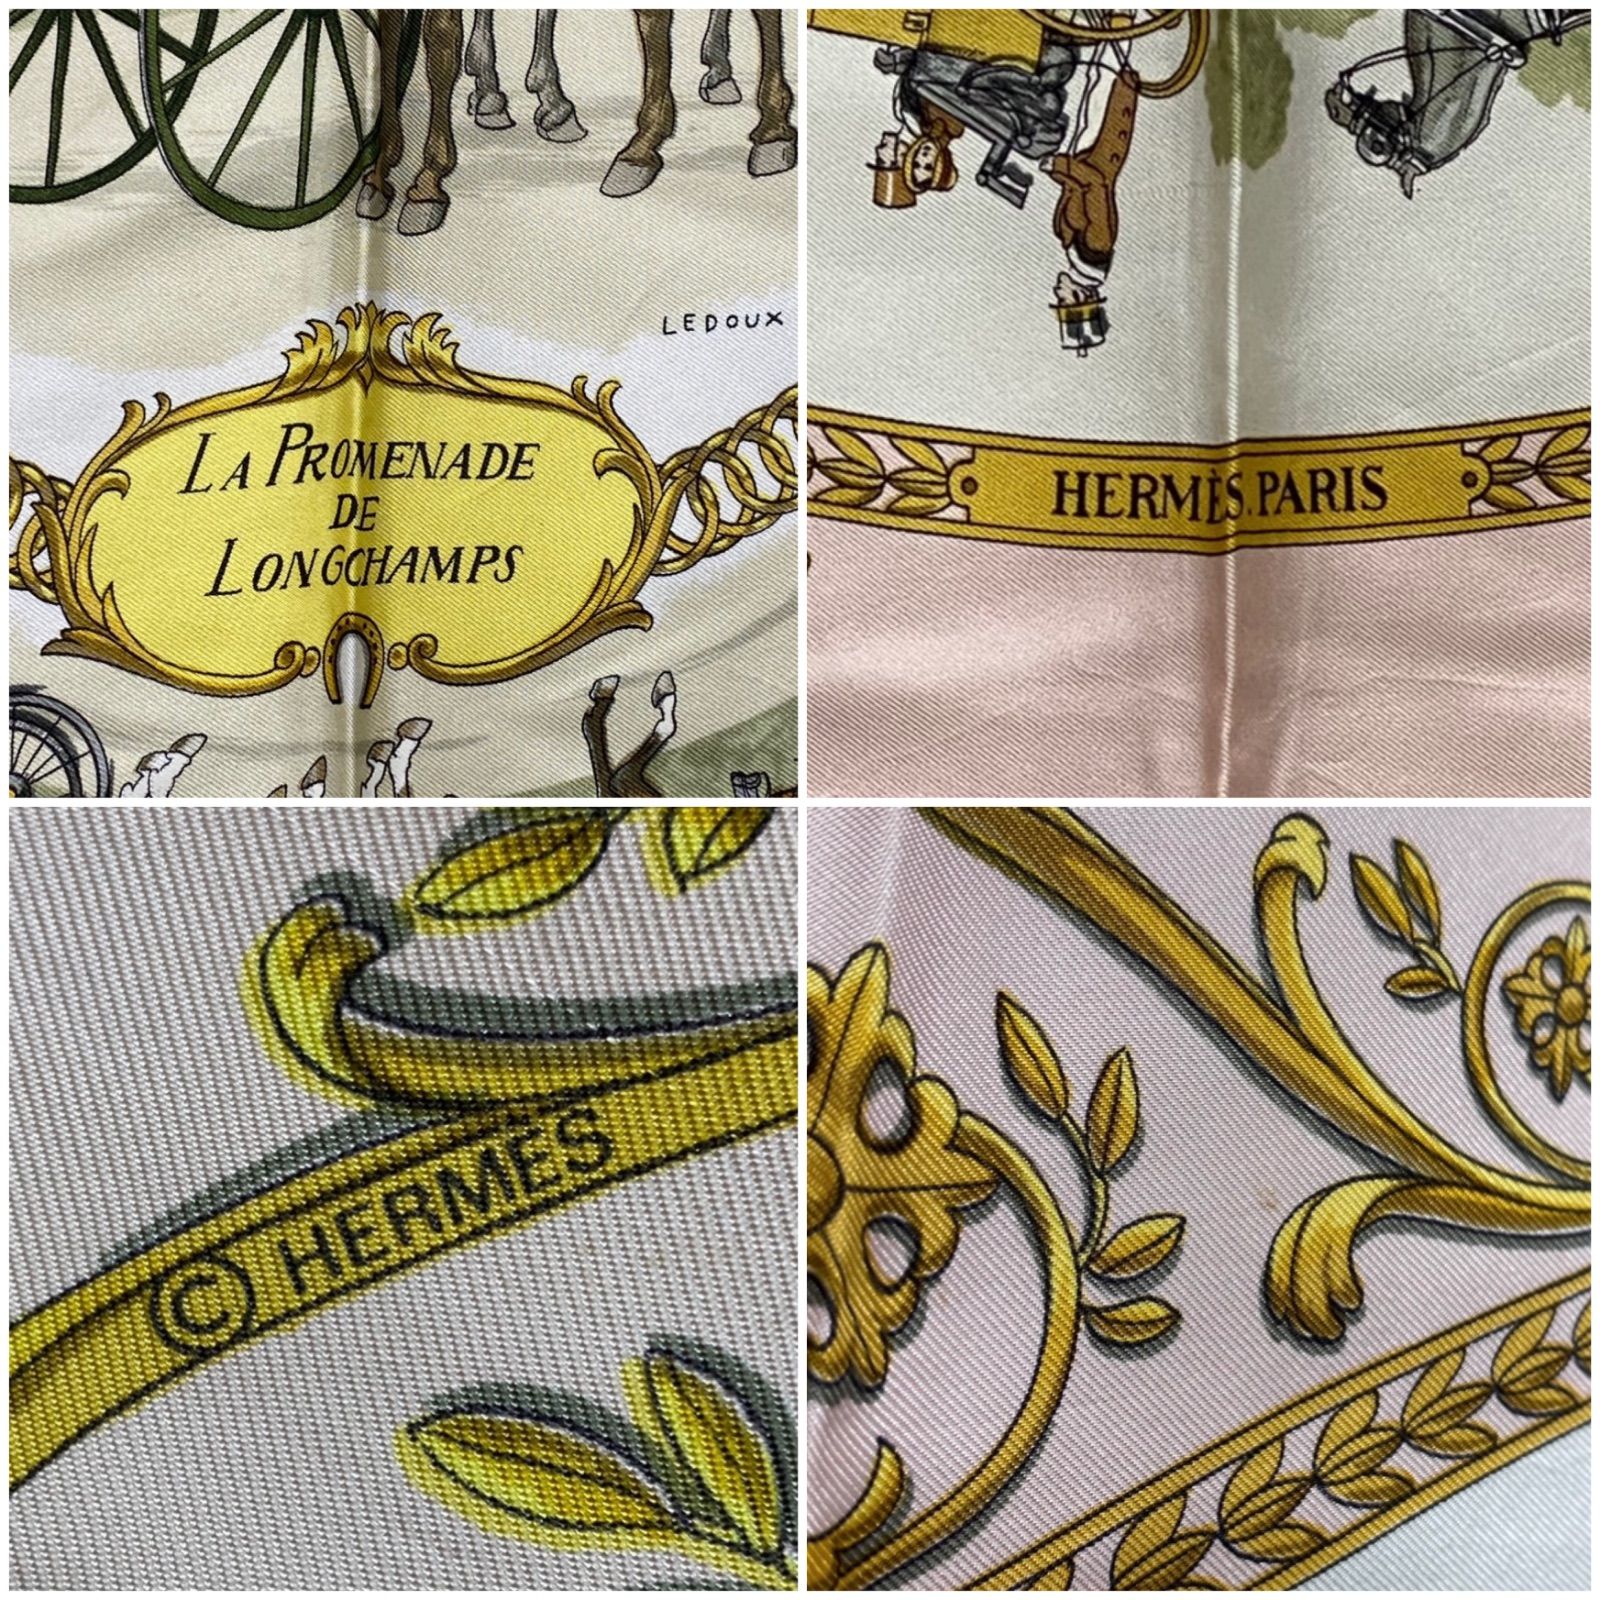 LEDOUX
LA PROMENADE
DE
LONGCHAMPS
HERMÈS.PARIS
© HERMÈS